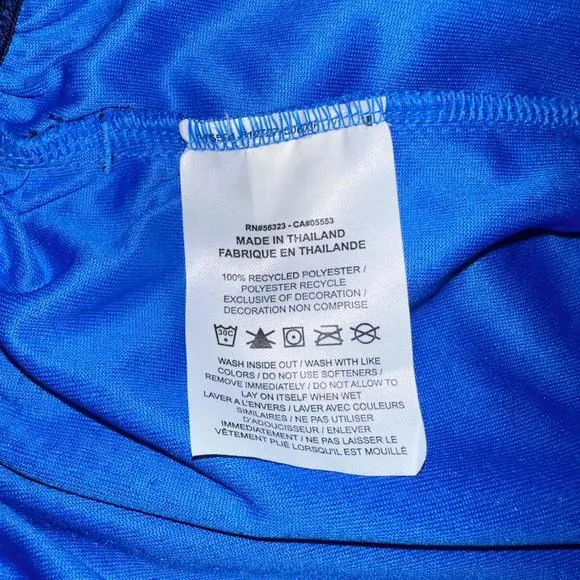 RN#56323 - CA#05553
MADE IN THAILAND
FABRIQUE EN THAILANDE
100% RECYCLED POLYESTER /
POLYESTER RECYCLE
EXCLUSIVE OF DECORATION /
DECORATION NON COMPRISE
30C
WASH INSIDE OUT / WASH WITH LIKE
COLORS / DO NOT USE SOFTENERS /
REMOVE IMMEDIATELY / DO NOT ALLOW TO
LAY ON ITSELF WHEN WET
LAVER A L'ENVERS / LAVER AVEC COULEURS
SIMILAIRES / NE PAS UTILISER
D'ADOUCISSEUR / ENLEVER
IMMEDIATEMENT / NE PAS LAISSER LE
VÊTEMENT PLIÉ LORSQU'IL EST MOUILLÉ